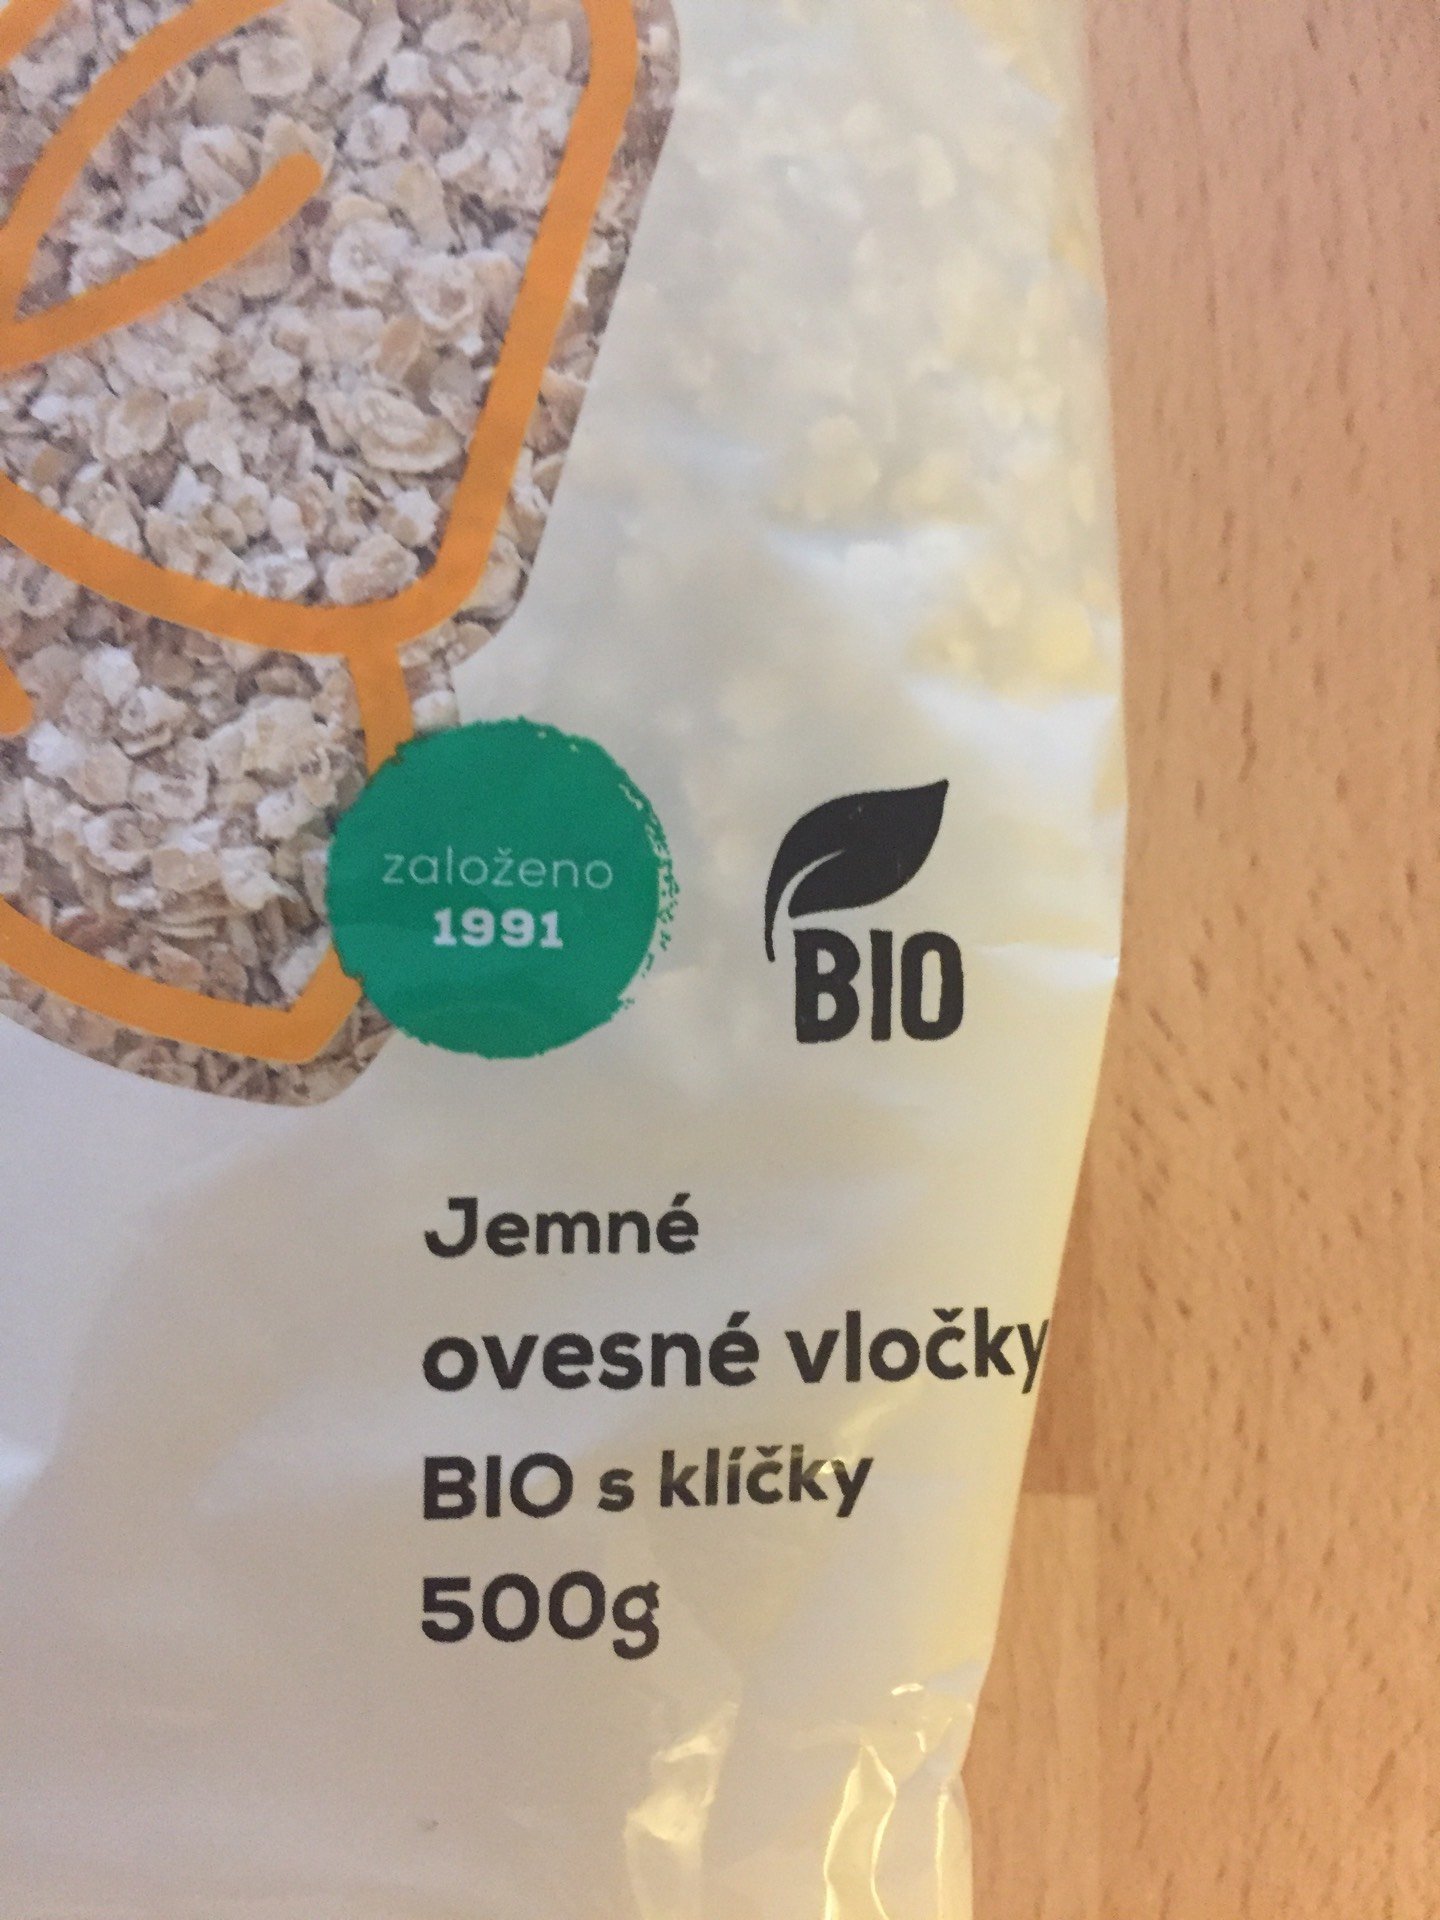 založeno
1991
BIO
Jemné
ovesné vločky
BIO s klíčky
500g